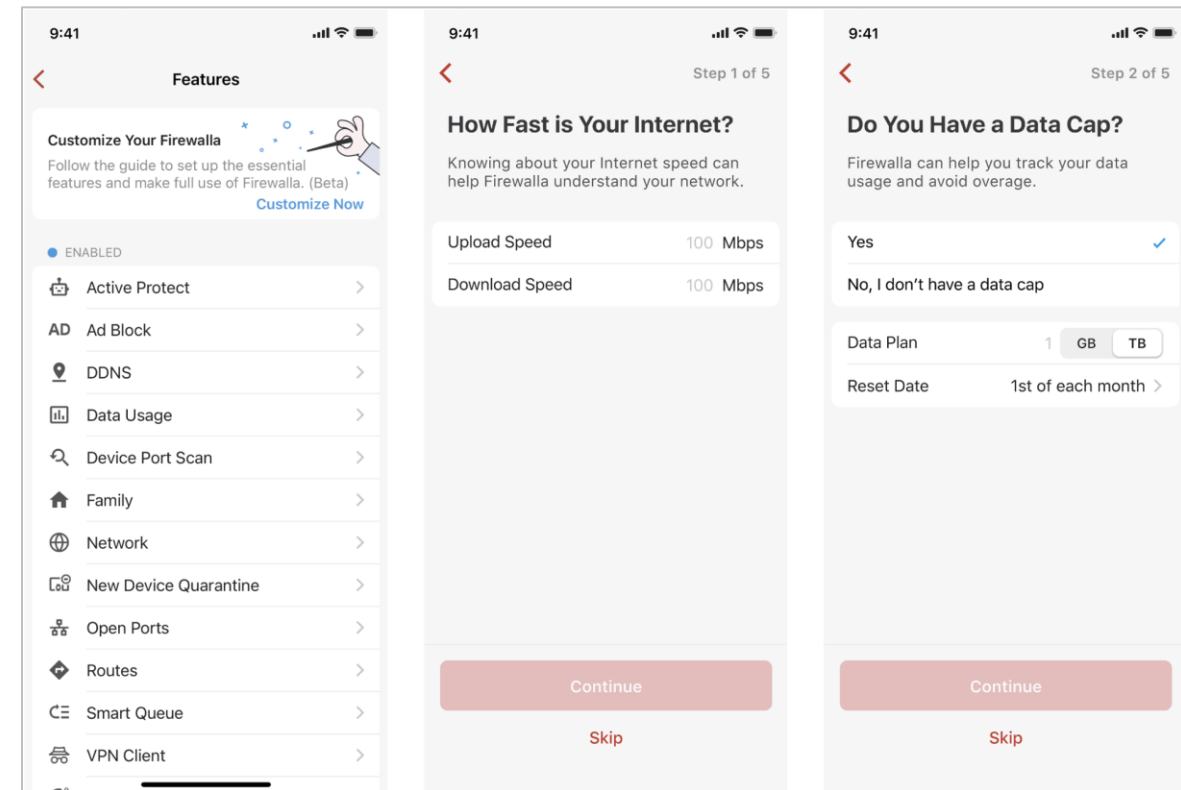 9:41
Features
Customize Your Firewalla
Follow the guide to set up the essential
features and make full use of Firewalla. (Beta)
Customize Now
ENABLED
Active Protect
AD Ad Block
DDNS
Data Usage
Device Port Scan
Family
Network
New Device Quarantine
Open Ports
Routes
Smart Queue
VPN Client
9:41
Step 1 of 5
How Fast is Your Internet?
Knowing about your Internet speed can
help Firewalla understand your network.
Upload Speed 100 Mbps
Download Speed 100 Mbps
Continue
Skip
9:41
Step 2 of 5
Do You Have a Data Cap?
Firewalla can help you track your data
usage and avoid overage.
Yes
No, I don't have a data cap
Data Plan 1 GB TB
Reset Date 1st of each month
Continue
Skip